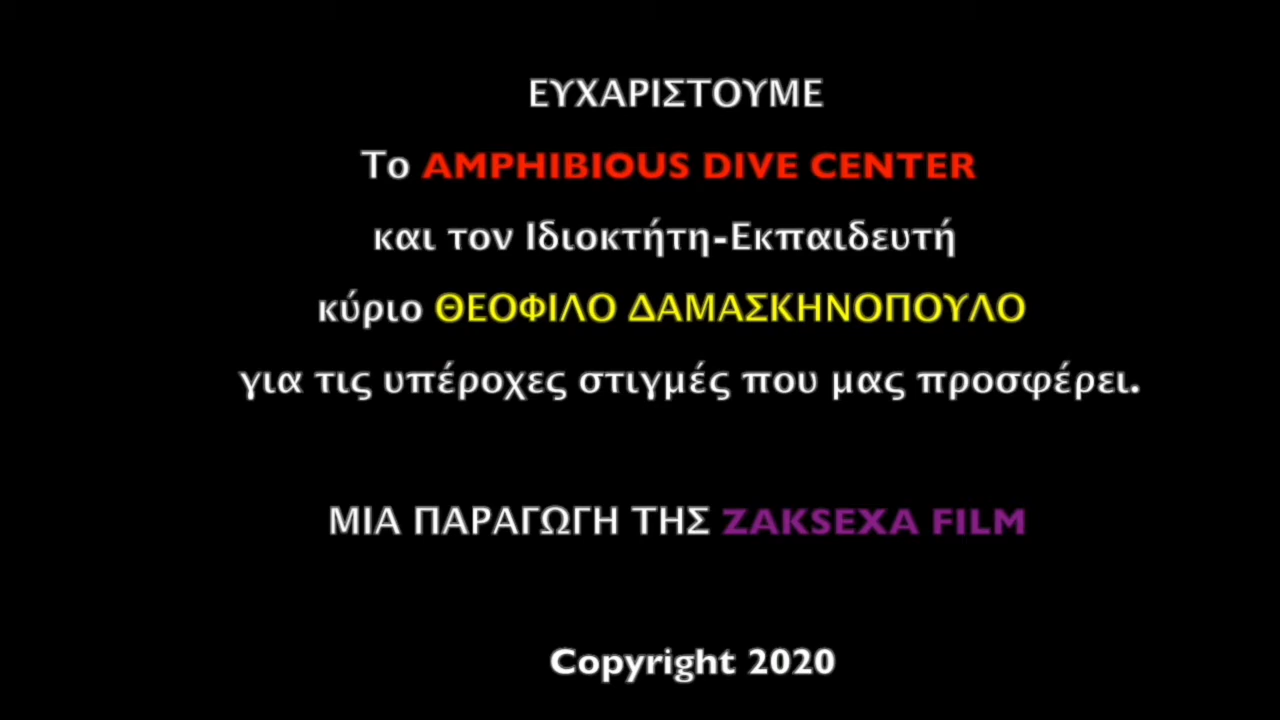 ΕΥΧΑΡΙΣΤΟΥΜΕ
Το AMPHIBIOUS DIVE CENTER
και τον Ιδιοκτήτη-Εκπαιδευτή
κύριο ΘΕΟΦΙΛΟ ΔΑΜΑΣΚΗΝΟΠΟΥΛΟ
για τις υπέροχες στιγμές που μας προσφέρει.
ΜΙΑ ΠΑΡΑΓΩΓΗ ΤΗΣ ZAKSEXA FILM
Copyright 2020